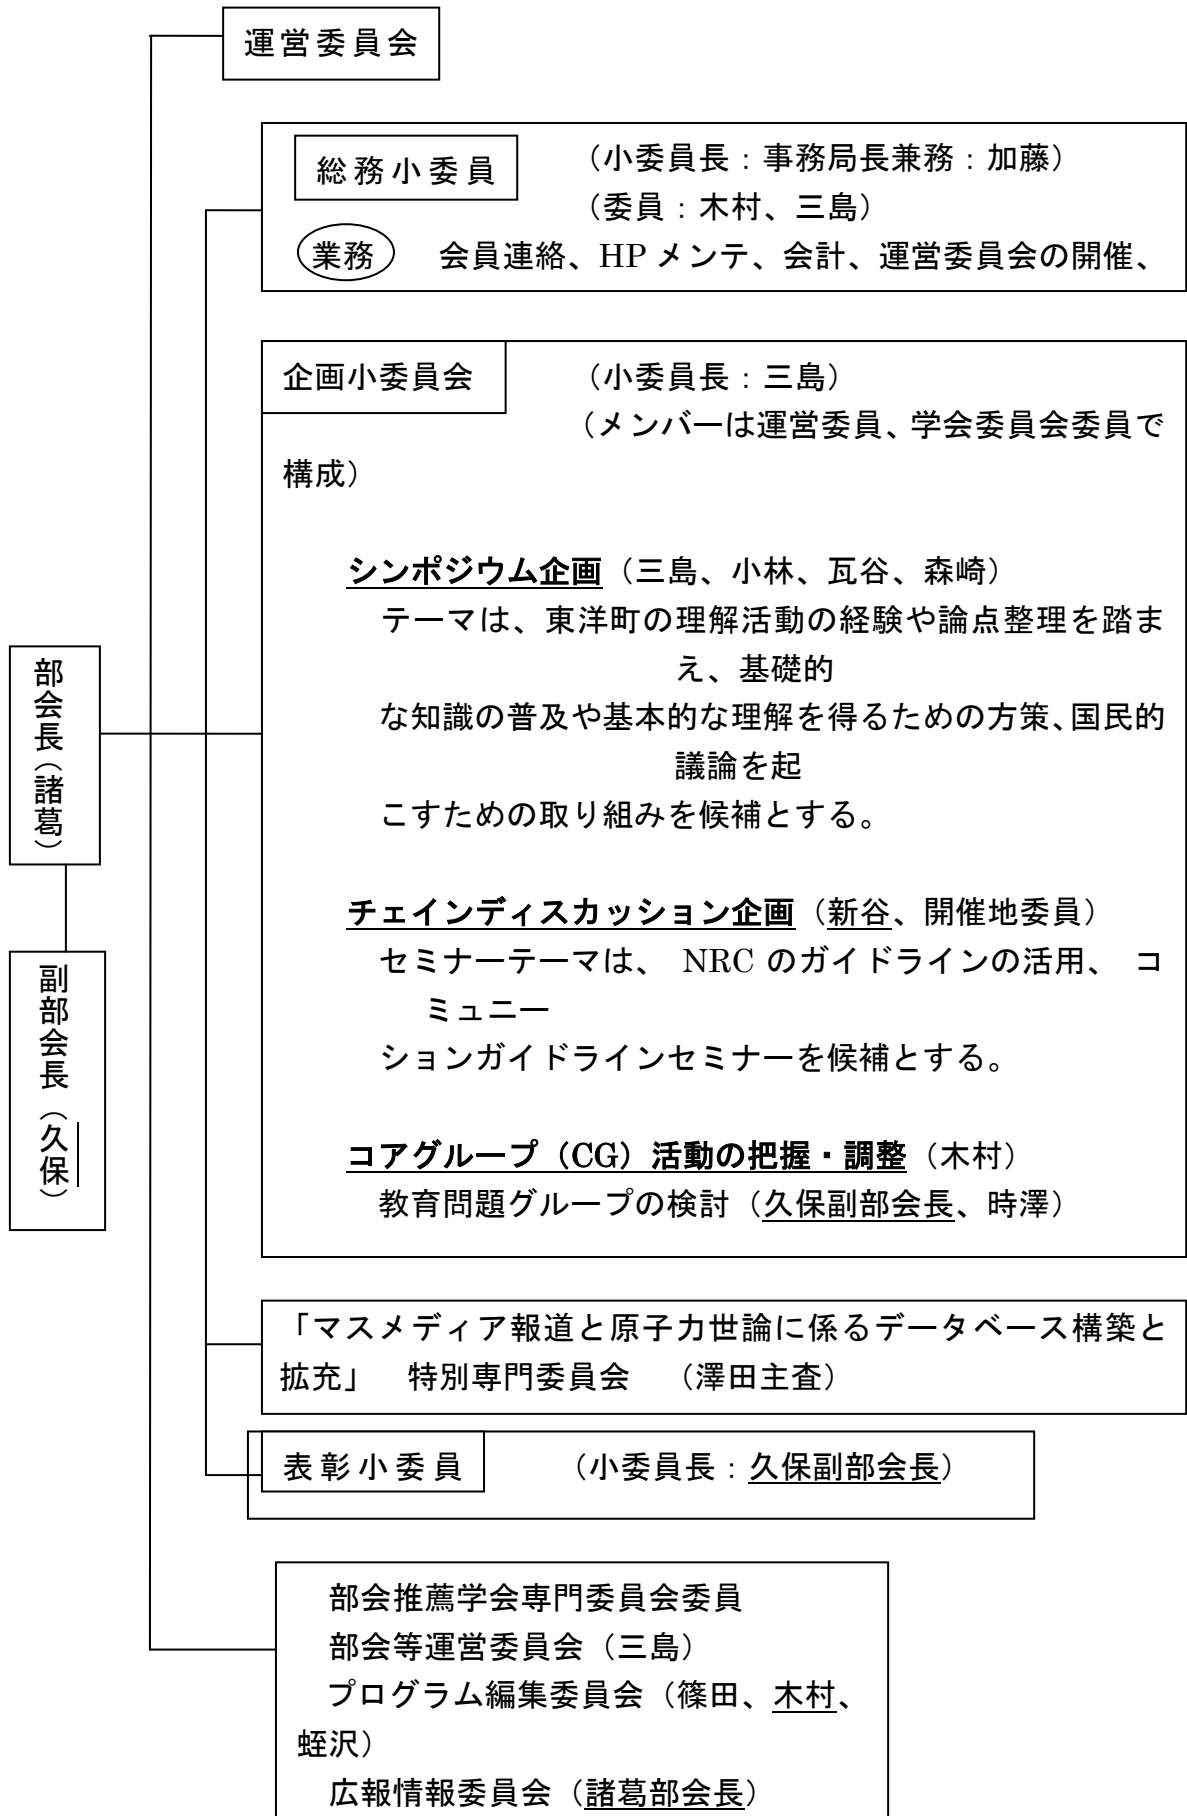 運営委員会
総務小委員
（小委員長：事務局長兼務：加藤）
（委員：木村、三島）
業務
会員連絡、HP メンテ、会計、運営委員会の開催、
企画小委員会
（小委員長：三島）
（メンバーは運営委員、学会委員会委員で
構成）
シンポジウム企画（三島、小林、瓦谷、森崎）
テーマは、東洋町の理解活動の経験や論点整理を踏ま
え、基礎的
な知識の普及や基本的な理解を得るための方策、国民的
議論を起
こすための取り組みを候補とする。
チェインディスカッション企画（新谷、開催地委員）
セミナーテーマは、 NRC のガイドラインの活用、 コ
ミュニー
ションガイドラインセミナーを候補とする。
コアグループ（CG）活動の把握・調整（木村）
教育問題グループの検討（久保副部会長、時澤）
部会長（諸葛）
副部会長（久保）
「マスメディア報道と原子力世論に係るデータベース構築と
拡充」 特別専門委員会 （澤田主査）
表彰小委員
（小委員長：久保副部会長）
部会推薦学会専門委員会委員
部会等運営委員会（三島）
プログラム編集委員会（篠田、木村、
蛭沢）
広報情報委員会（諸葛部会長）